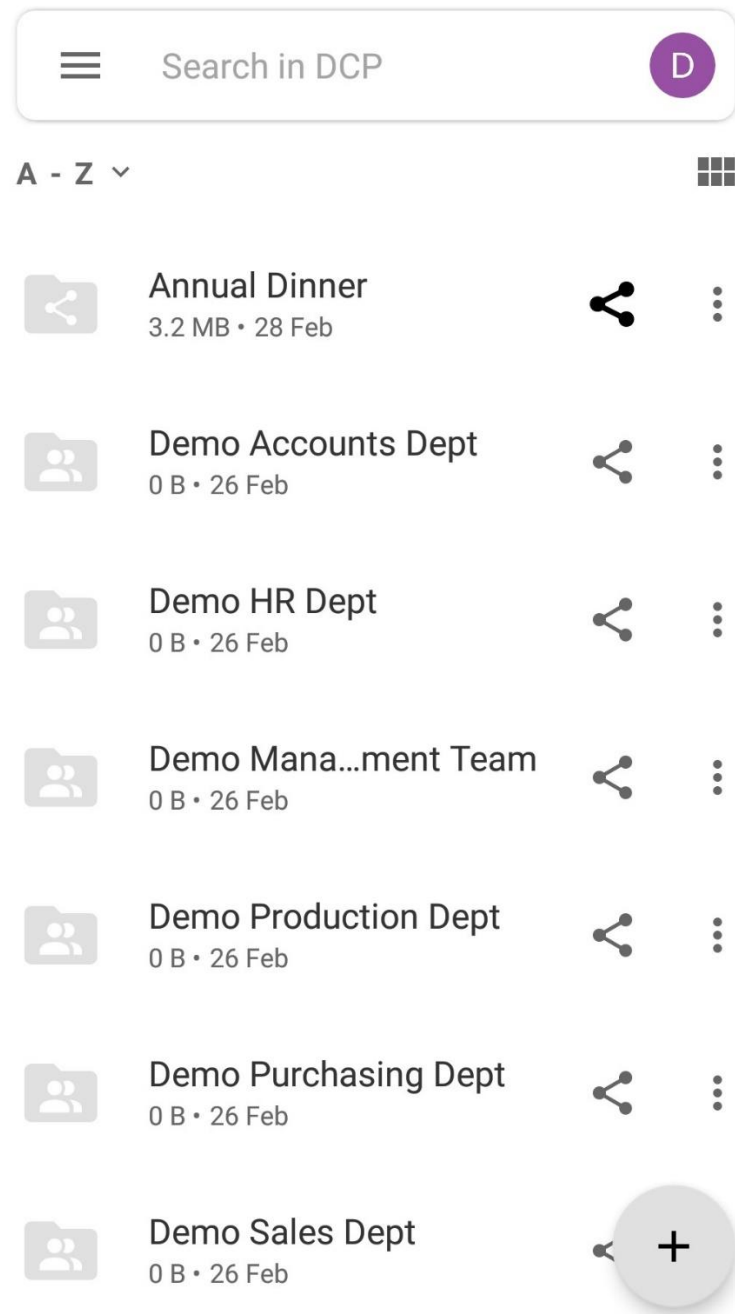 Search in DCP
D
A - Z
Annual Dinner
3.2 MB • 28 Feb
Demo Accounts Dept
0 B • 26 Feb
Demo HR Dept
0 B • 26 Feb
Demo Mana...ment Team
0 B • 26 Feb
Demo Production Dept
0 B • 26 Feb
Demo Purchasing Dept
0 B • 26 Feb
Demo Sales Dept
0 B • 26 Feb